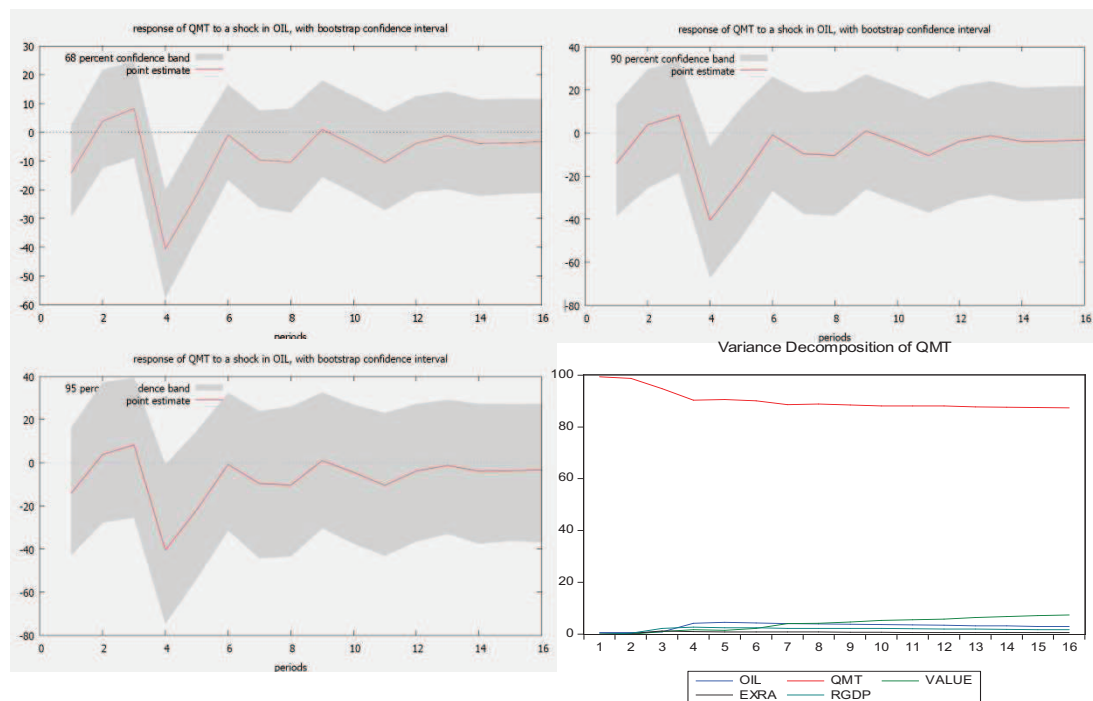 response of QMT to a shock in OIL, with bootstrap confidence interval
30
20
10
0
-10
-20
-30
-40
-50
-60
68 percent confidence band
point estimate
0 2 4 6 8 10 12 14 16
periods
response of QMT to a shock in OIL, with bootstrap confidence interval
40
20
0
-20
-40
-60
-80
90 percent confidence band
point estimate
0 2 4 6 8 10 12 14 16
periods
response of QMT to a shock in OIL, with bootstrap confidence interval
40
20
0
-20
-40
-60
-80
95 perc dence band
point estimate
0 2 4 6 8 10 12 14 16
Variance Decomposition of QMT
100
80
60
40
20
0
1 2 3 4 5 6 7 8 9 10 11 12 13 14 15 16
OIL QMT VALUE
EXRA RGDP